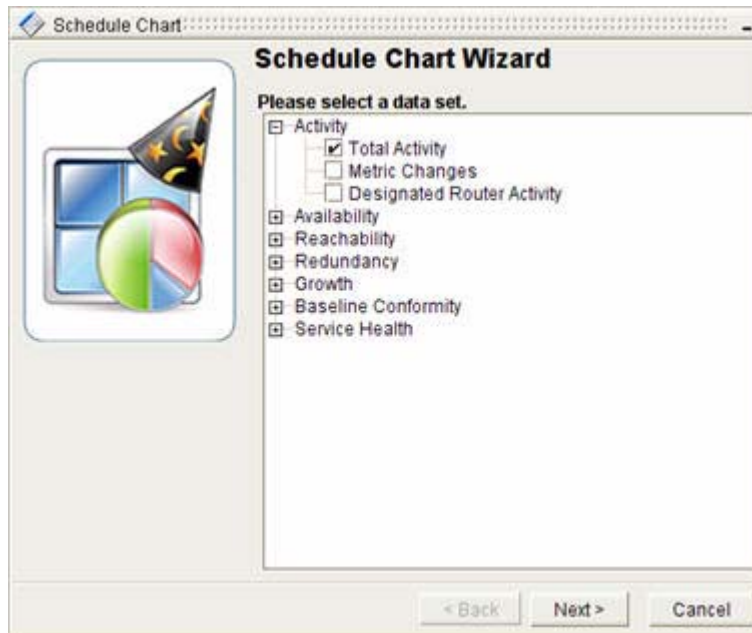 Schedule Chart
Schedule Chart Wizard
Please select a data set.
Activity
Total Activity
Metric Changes
Designated Router Activity
Availability
Reachability
Redundancy
Growth
Baseline Conformity
Service Health
< Back
Next >
Cancel